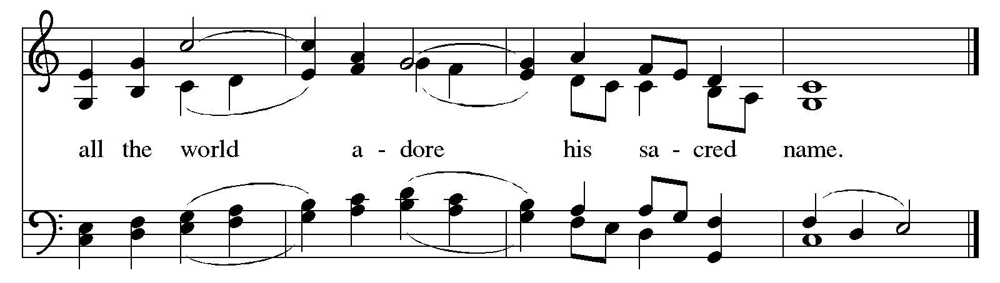 all the world a - dore his sa - cred name.